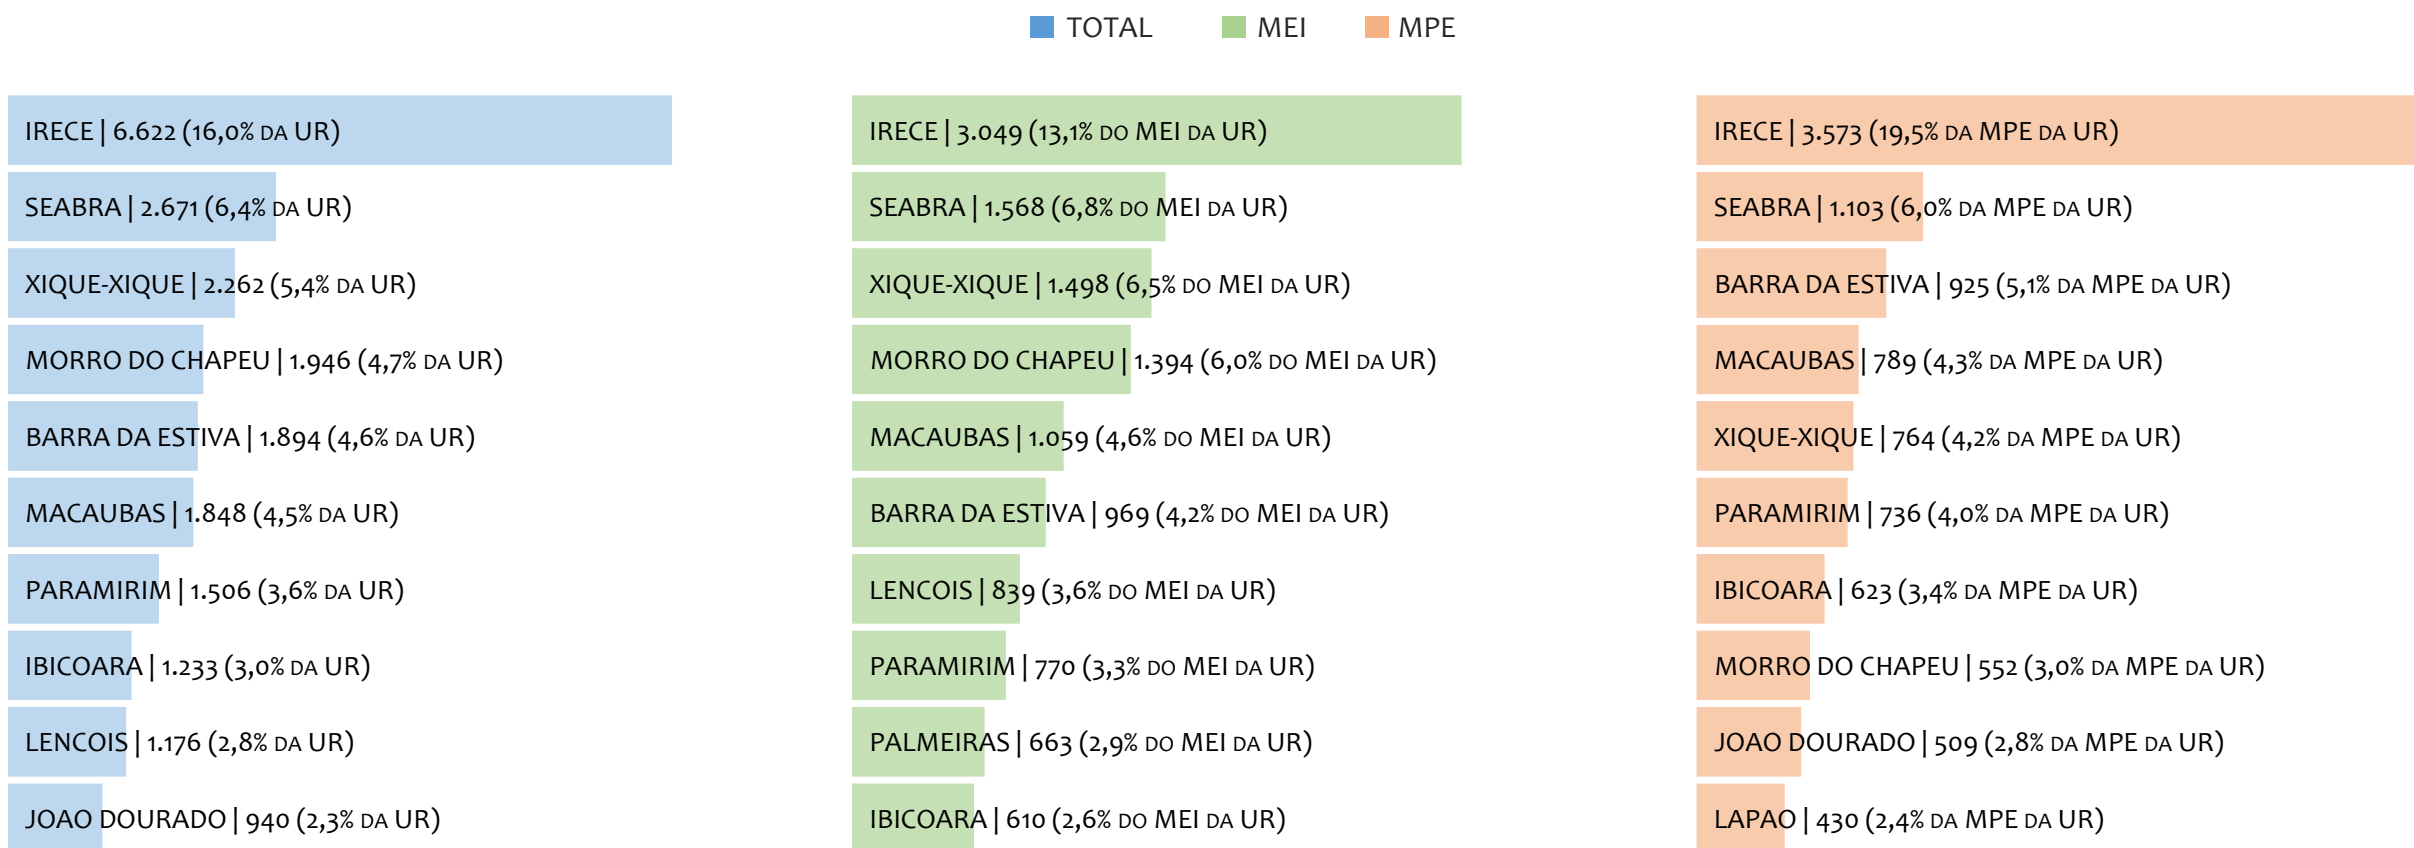 TOTAL MEI MPE
IRECE | 6.622 (16,0% DA UR)
SEABRA | 2.671 (6,4% DA UR)
XIQUE-XIQUE | 2.262 (5,4% DA UR)
MORRO DO CHAPEU | 1.946 (4,7% DA UR)
BARRA DA ESTIVA | 1.894 (4,6% DA UR)
MACAUBAS | 1.848 (4,5% DA UR)
PARAMIRIM | 1.506 (3,6% DA UR)
IBICOARA | 1.233 (3,0% DA UR)
LENCOIS | 1.176 (2,8% DA UR)
JOAO DOURADO | 940 (2,3% DA UR)
IRECE | 3.049 (13,1% DO MEI DA UR)
SEABRA | 1.568 (6,8% DO MEI DA UR)
XIQUE-XIQUE | 1.498 (6,5% DO MEI DA UR)
MORRO DO CHAPEU | 1.394 (6,0% DO MEI DA UR)
MACAUBAS | 1.059 (4,6% DO MEI DA UR)
BARRA DA ESTIVA | 969 (4,2% DO MEI DA UR)
LENCOIS | 839 (3,6% DO MEI DA UR)
PARAMIRIM | 770 (3,3% DO MEI DA UR)
PALMEIRAS | 663 (2,9% DO MEI DA UR)
IBICOARA | 610 (2,6% DO MEI DA UR)
IRECE | 3.573 (19,5% DA MPE DA UR)
SEABRA | 1.103 (6,0% DA MPE DA UR)
BARRA DA ESTIVA | 925 (5,1% DA MPE DA UR)
MACAUBAS | 789 (4,3% DA MPE DA UR)
XIQUE-XIQUE | 764 (4,2% DA MPE DA UR)
PARAMIRIM | 736 (4,0% DA MPE DA UR)
IBICOARA | 623 (3,4% DA MPE DA UR)
MORRO DO CHAPEU | 552 (3,0% DA MPE DA UR)
JOAO DOURADO | 509 (2,8% DA MPE DA UR)
LAPAO | 430 (2,4% DA MPE DA UR)